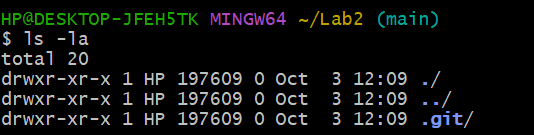 HP@DESKTOP-JFEH5TK MINGW64 ~/Lab2 (main)
$ ls -la
total 20
drwxr-xr-x 1 HP 197609 0 Oct  3 12:09 ./
drwxr-xr-x 1 HP 197609 0 Oct  3 12:09 ../
drwxr-xr-x 1 HP 197609 0 Oct  3 12:09 .git/